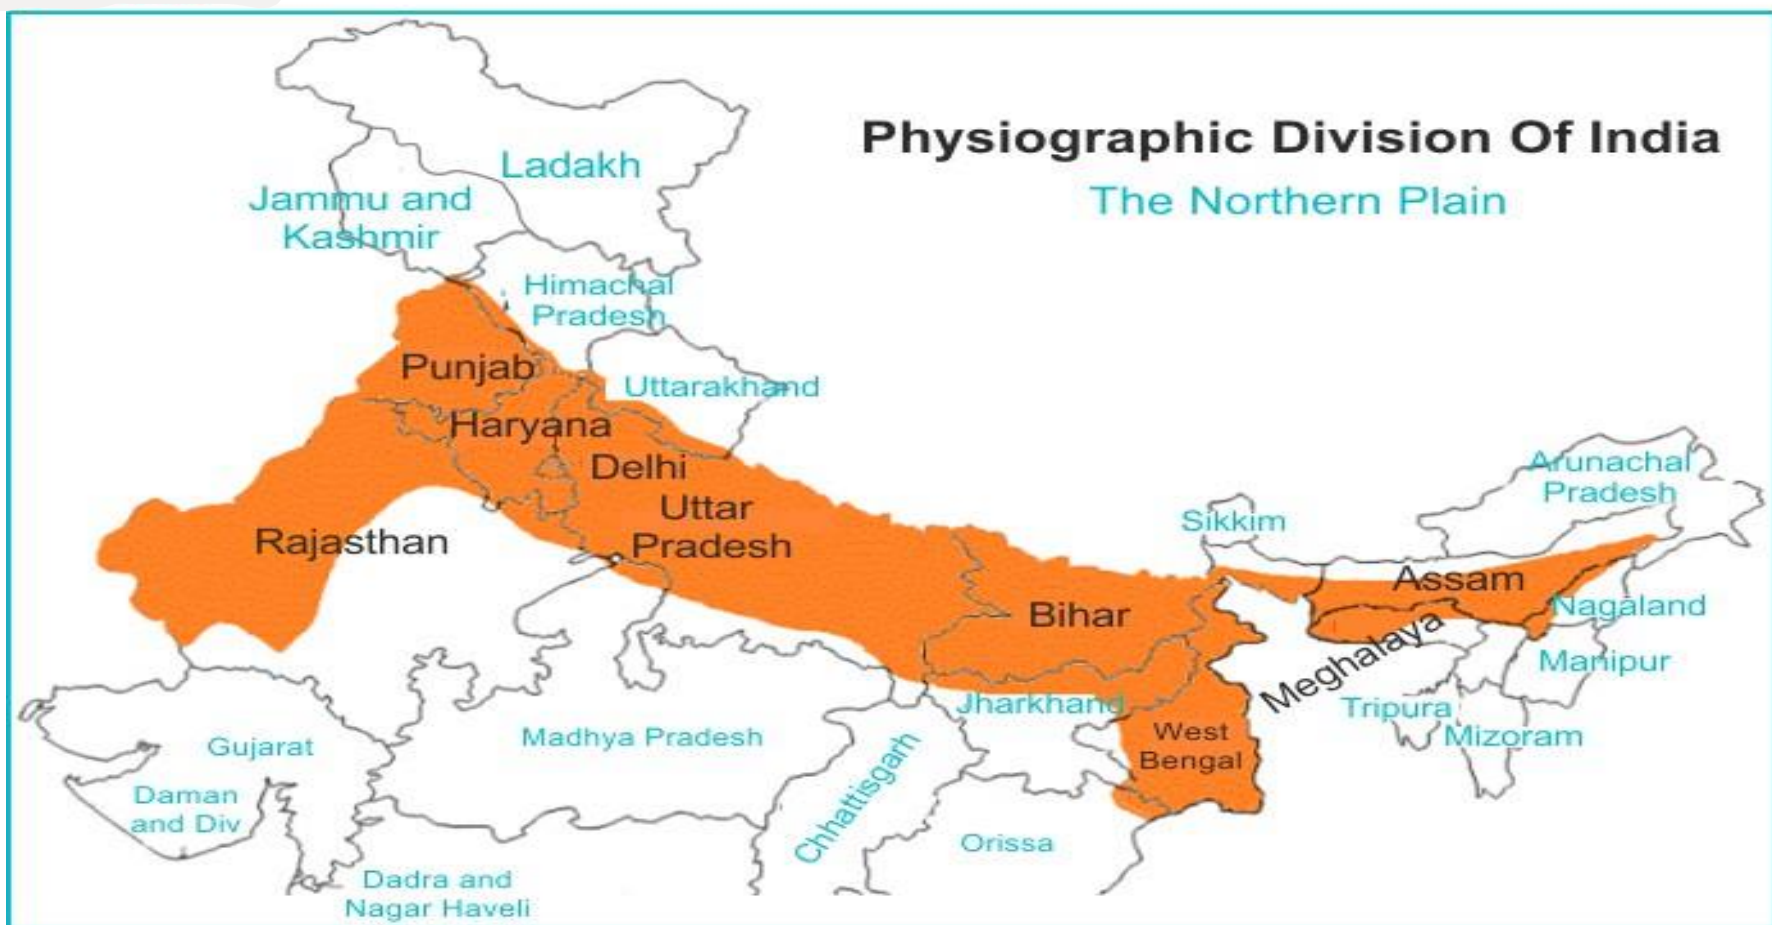 Physiographic Division Of India
The Northern Plain
Ladakh
Jammu and
Kashmir
Himachal
Pradesh
Punjab
Uttarakhand
Haryana
Delhi
Uttar
Pradesh
Rajasthan
Arunachal
Pradesh
Sikkim
Assam
Nagaland
Bihar
Meghalaya
Manipur
Jharkhand
Tripura
Mizoram
West
Bengal
Gujarat
Madhya Pradesh
Chhattisgarh
Daman
and Div
Orissa
Dadra and
Nagar Haveli